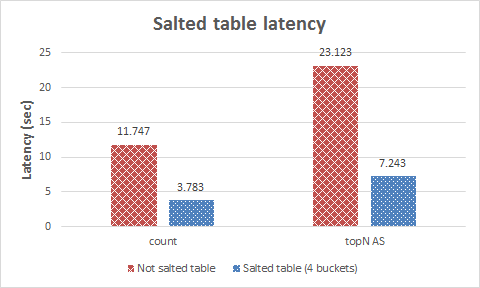 Salted table latency
25
20
15
10
5
0
Latency (sec)
11.747
3.783
23.123
7.243
count
topN AS
Not salted table
Salted table (4 buckets)